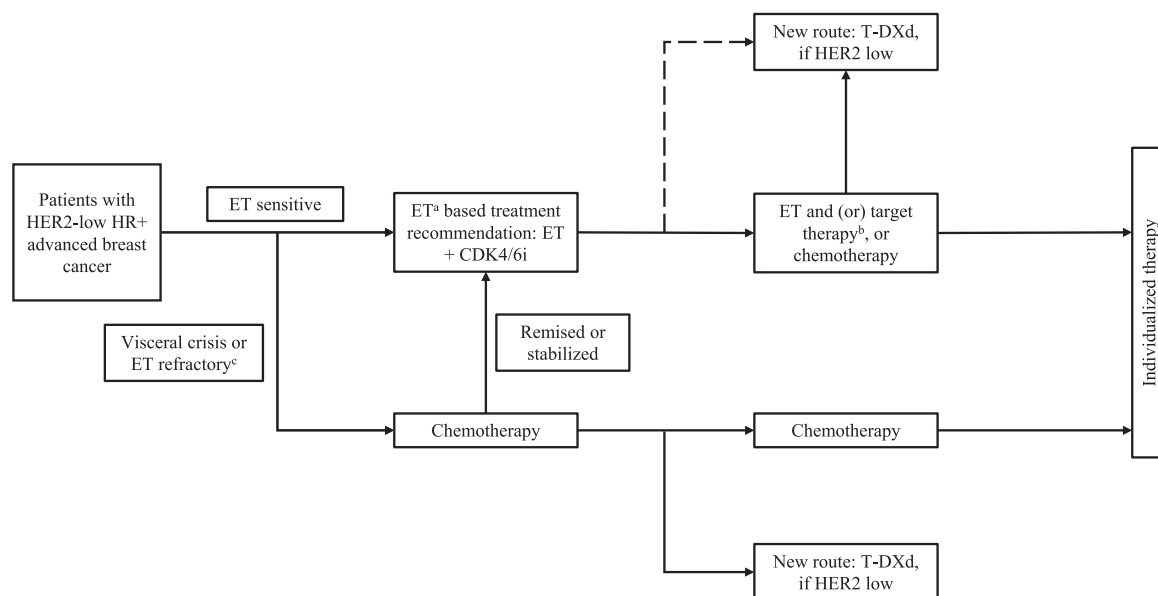 New route: T-DXd,
if HER2 low
Patients with
HER2-low HR+
advanced breast
cancer
ET sensitive
ETᵃ based treatment
recommendation: ET
+ CDK4/6i
ET and (or) target
therapyᵇ, or
chemotherapy
Individualized therapy
Visceral crisis or
ET refractoryᶜ
Remised or
stabilized
Chemotherapy
Chemotherapy
New route: T-DXd,
if HER2 low